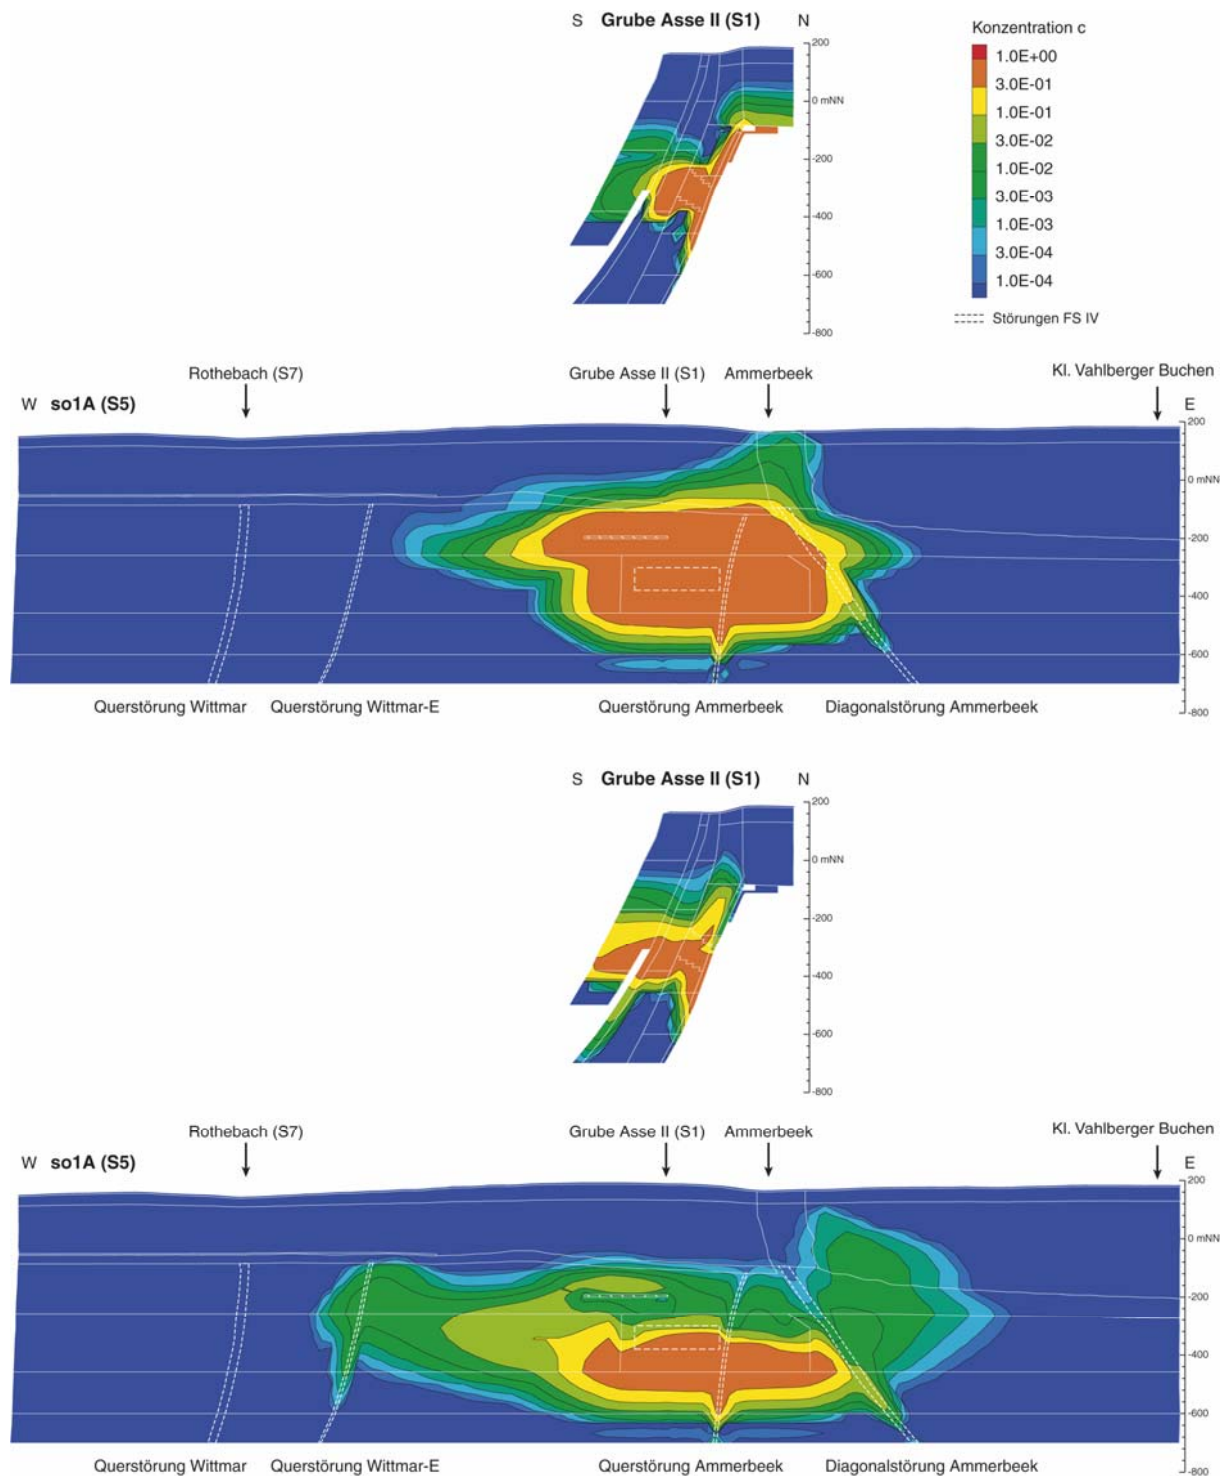 S Grube Asse II (S1) N
Konzentration c
1.0E+00
3.0E-01
1.0E-01
3.0E-02
1.0E-02
3.0E-03
1.0E-03
3.0E-04
1.0E-04
Störungen FS IV
200
0 mNN
-200
-400
-600
-800
Rothebach (S7) Grube Asse II (S1) Ammerbeek Kl. Vahlberger Buchen
W so1A (S5) E
200
0 mNN
-200
-400
-600
-800
Querstörung Wittmar Querstörung Wittmar-E Querstörung Ammerbeek Diagonalstörung Ammerbeek
S Grube Asse II (S1) N
200
0 mNN
-200
-400
-600
-800
Rothebach (S7) Grube Asse II (S1) Ammerbeek Kl. Vahlberger Buchen
W so1A (S5) E
200
0 mNN
-200
-400
-600
-800
Querstörung Wittmar Querstörung Wittmar-E Querstörung Ammerbeek Diagonalstörung Ammerbeek